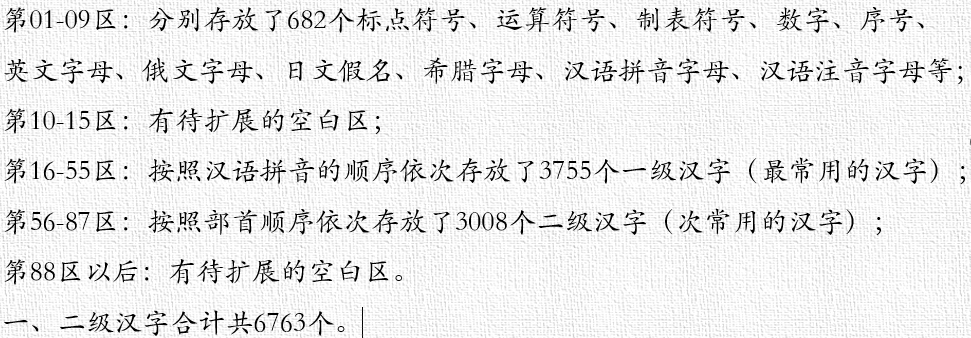 第01-09区：分别存放了682个标点符号、运算符号、制表符号、数字、序号、
英文字母、俄文字母、日文假名、希腊字母、汉语拼音字母、汉语注音字母等；
第10-15区：有待扩展的空白区；
第16-55区：按照汉语拼音的顺序依次存放了3755个一级汉字（最常用的汉字）；
第56-87区：按照部首顺序依次存放了3008个二级汉字（次常用的汉字）；
第88区以后：有待扩展的空白区。
一、二级汉字合计共6763个。